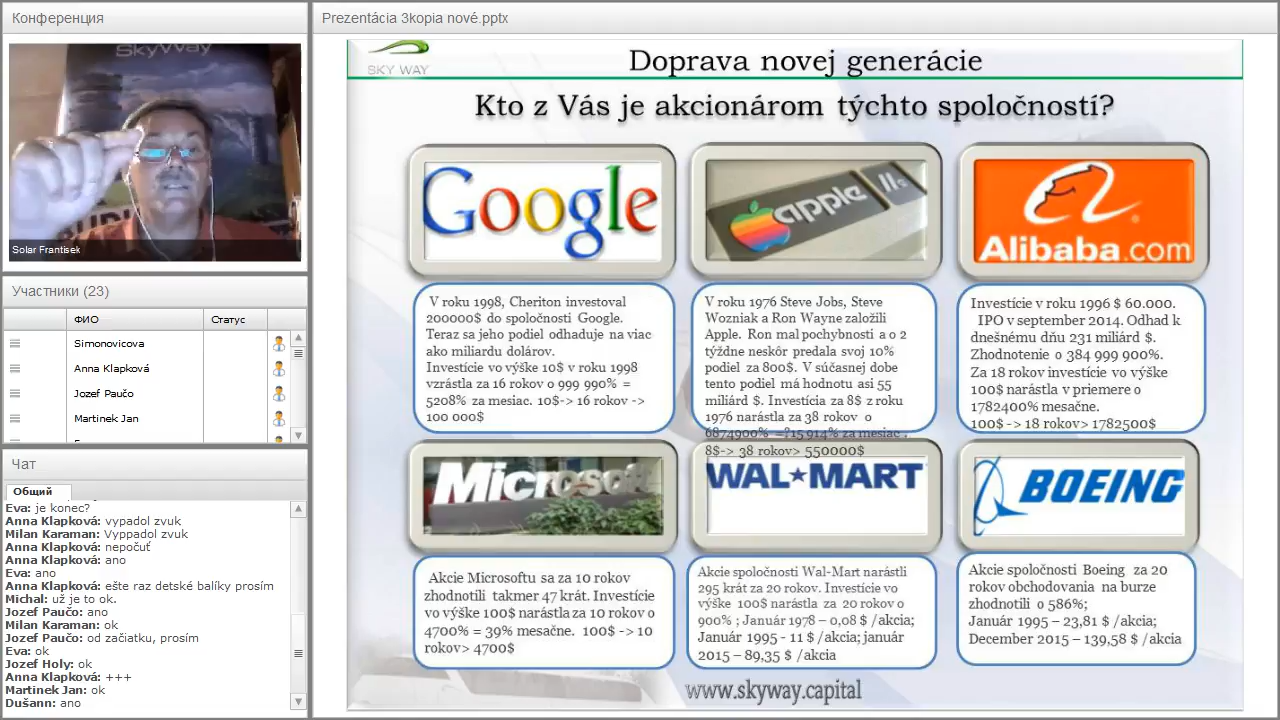 Конференция
SKYWAY
Solar Frantisek
Участники (23)
ФИО
Статус
Simonovicova
Anna Klapková
Jozef Paučo
Martinek Jan
Чат
Общий
Eva: je konec?
Anna Klapková: vypadol zvuk
Milan Karaman: Vyppadol zvuk
Anna Klapková: nepočuť
Anna Klapková: ano
Eva: ano
Anna Klapková: ešte raz detské balíky prosím
Michal: už je to ok.
Jozef Paučo: ano
Milan Karaman: ok
Jozef Paučo: od začiatku, prosím
Eva: ok
Jozef Holy: ok
Anna Klapková: +++
Martinek Jan: ok
Dušann: ano
Prezentácia 3kopia nové.pptx
SKY WAY
Doprava novej generácie
Kto z Vás je akcionárom týchto spoločností?
Google
apple
Alibaba.com
V roku 1998, Cheriton investoval
200000$ do spoločnosti Google.
Teraz sa jeho podiel odhaduje na viac
ako miliardu dolárov.
Investície vo výške 10$ v roku 1998
vzrástla za 16 rokov o 999 990% =
5208% za mesiac. 10$-> 16 rokov ->
100 000$
V roku 1976 Steve Jobs, Steve
Wozniak a Ron Wayne založili
Apple. Ron mal pochybnosti a o 2
týždne neskôr predala svoj 10%
podiel za 800$. V súčasnej dobe
tento podiel má hodnotu asi 55
miliárd $. Investícia za 8$ z roku
1976 narástla za 38 rokov o
6874900% =?15 914% za mesiac .
8$-> 38 rokov> 550000$
Investície v roku 1996 $ 60.000.
IPO v september 2014. Odhad k
dnešnému dňu 231 miliárd $.
Zhodnotenie o 384 999 900%.
Za 18 rokov investície vo výške
100$ narástla v priemere o
1782400% mesačne.
100$ -> 18 rokov> 1782500$
Microsoft
WAL★MART
BOEING
Akcie Microsoftu sa za 10 rokov
zhodnotili takmer 47 krát. Investície
vo výške 100$ narástla za 10 rokov o
4700% = 39% mesačne. 100$ -> 10
rokov> 4700$
Akcie spoločnosti Wal-Mart narástli
295 krát za 20 rokov. Investície vo
výške 100$ narástla za 20 rokov o
900% ; Január 1978 – 0,08 $ /akcia;
Január 1995 - 11 $ /akcia; január
2015 – 89,35 $ /akcia
Akcie spoločnosti Boeing za 20
rokov obchodovania na burze
zhodnotili o 586%;
Január 1995 – 23,81 $ /akcia;
December 2015 – 139,58 $ /akcia
www.skyway.capital